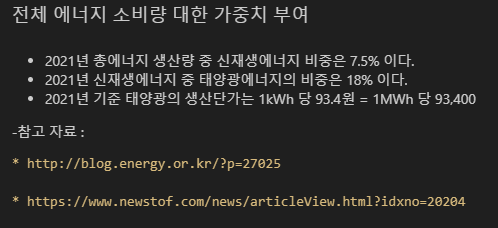 전체 에너지 소비량 대한 가중치 부여
• 2021년 총에너지 생산량 중 신재생에너지 비중은 7.5% 이다.
• 2021년 신재생에너지 중 태양광에너지의 비중은 18% 이다.
• 2021년 기준 태양광의 생산단가는 1kWh 당 93.4원 = 1MWh 당 93,400
-참고 자료 :
* http://blog.energy.or.kr/?p=27025
* https://www.newstof.com/news/articleView.html?idxno=20204